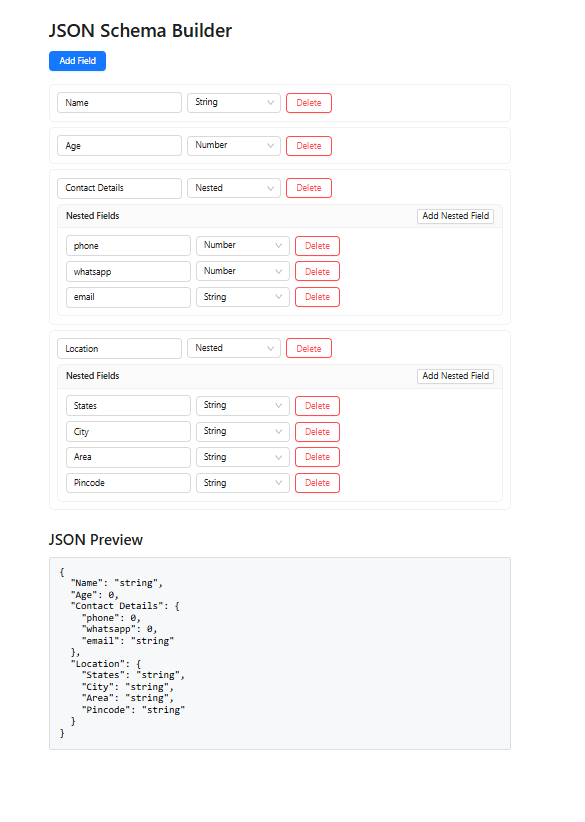 JSON Schema Builder
Add Field
Name String Delete
Age Number Delete
Contact Details Nested Delete
Nested Fields Add Nested Field
phone Number Delete
whatsapp Number Delete
email String Delete
Location Nested Delete
Nested Fields Add Nested Field
States String Delete
City String Delete
Area String Delete
Pincode String Delete
JSON Preview
{
  "Name": "string",
  "Age": 0,
  "Contact Details": {
    "phone": 0,
    "whatsapp": 0,
    "email": "string"
  },
  "Location": {
    "States": "string",
    "City": "string",
    "Area": "string",
    "Pincode": "string"
  }
}